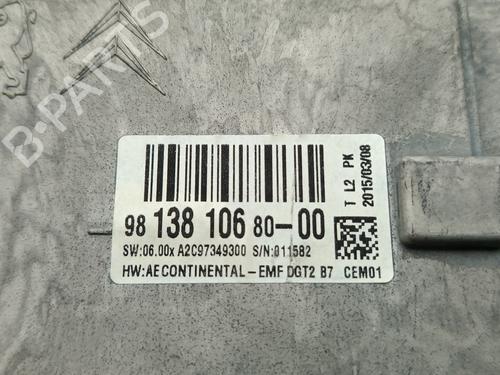 B-PARTS
98 138 106 80-00
SW:06.00x A2C97349300 S/N:011582
HW:AE CONTINENTAL-EMF DGT2 B7 CEM01
T L2 PK
2015/03/08